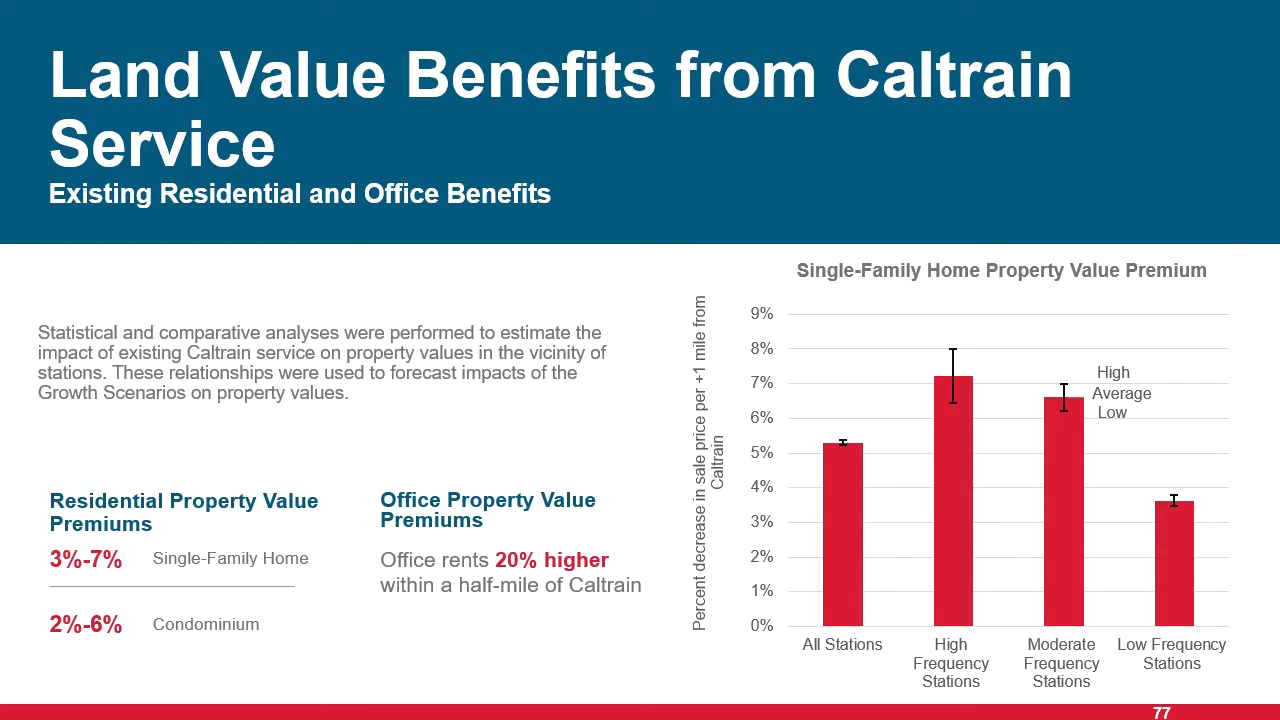 Land Value Benefits from Caltrain
Service
Existing Residential and Office Benefits
Statistical and comparative analyses were performed to estimate the
impact of existing Caltrain service on property values in the vicinity of
stations. These relationships were used to forecast impacts of the
Growth Scenarios on property values.
Residential Property Value
Premiums
3%-7% Single-Family Home
2%-6% Condominium
Office Property Value
Premiums
Office rents 20% higher
within a half-mile of Caltrain
Single-Family Home Property Value Premium
Percent decrease in sale price per +1 mile from
Caltrain
9%
8%
7%
6%
5%
4%
3%
2%
1%
0%
High
Average
Low
All Stations
High
Frequency
Stations
Moderate
Frequency
Stations
Low Frequency
Stations
77